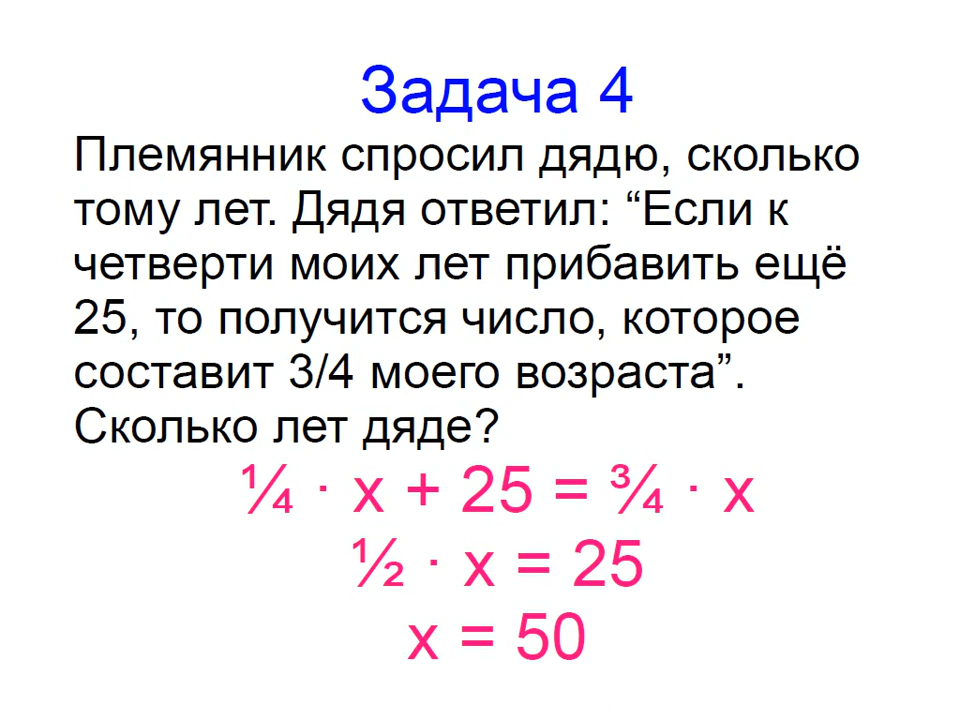 Задача 4
Племянник спросил дядю, сколько
тому лет. Дядя ответил: “Если к
четверти моих лет прибавить ещё
25, то получится число, которое
составит 3/4 моего возраста”.
Сколько лет дяде?
¼ · x + 25 = ¾ · x
½ · x = 25
x = 50